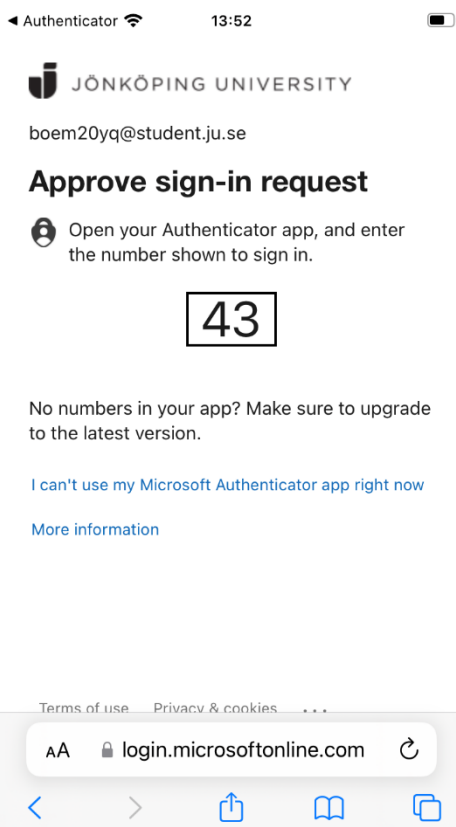 ◀ Authenticator 13:52
JÖNKÖPING UNIVERSITY
boem20yq@student.ju.se
Approve sign-in request
Open your Authenticator app, and enter
the number shown to sign in.
43
No numbers in your app? Make sure to upgrade
to the latest version.
I can't use my Microsoft Authenticator app right now
More information
Terms of use Privacy & cookies ...
AA login.microsoftonline.com